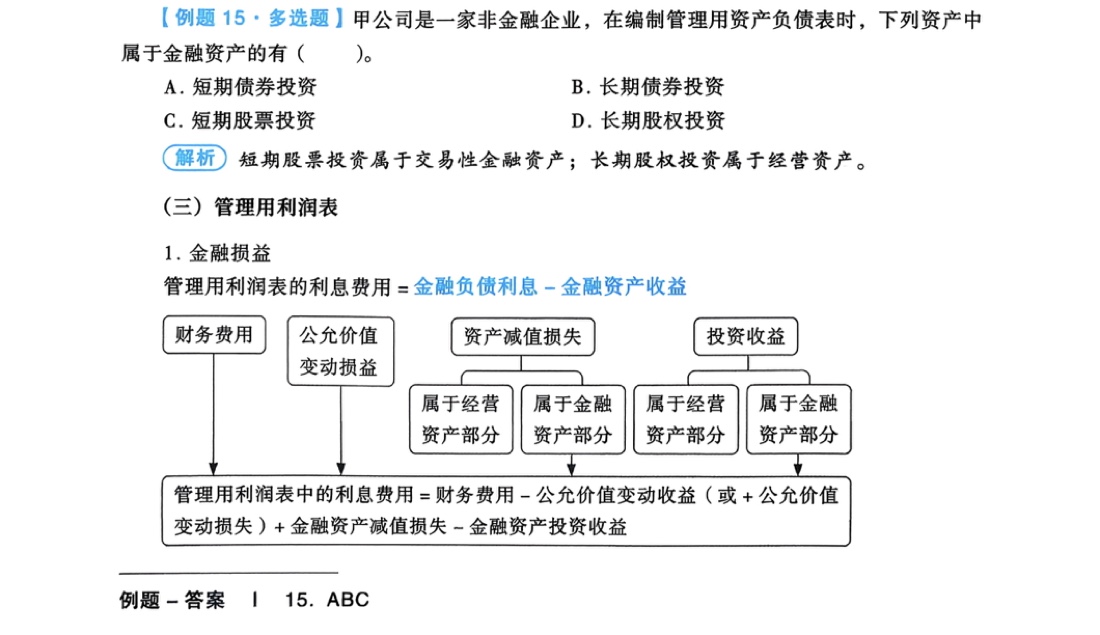 【例题 15·多选题】甲公司是一家非金融企业，在编制管理用资产负债表时，下列资产中
属于金融资产的有（　　）。
A. 短期债券投资
B. 长期债券投资
C. 短期股票投资
D. 长期股权投资
解析 短期股票投资属于交易性金融资产；长期股权投资属于经营资产。
（三）管理用利润表
1. 金融损益
管理用利润表的利息费用=金融负债利息-金融资产收益
财务费用
公允价值
变动损益
资产减值损失
投资收益
属于经营
资产部分
属于金融
资产部分
属于经营
资产部分
属于金融
资产部分
管理用利润表中的利息费用=财务费用-公允价值变动收益（或+公允价值
变动损失）+金融资产减值损失-金融资产投资收益
例题-答案 | 15. ABC